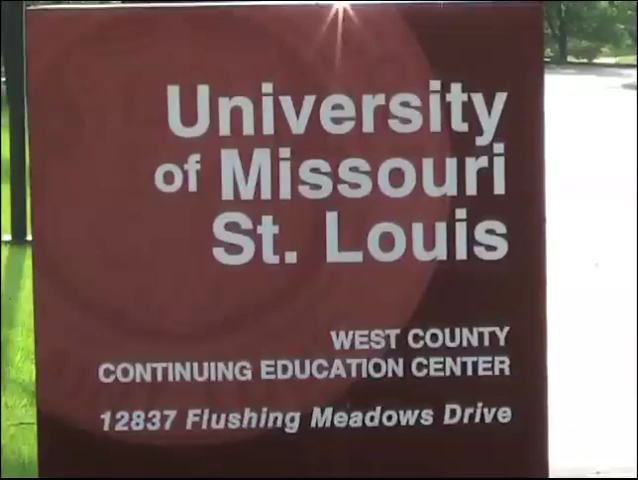 University
of Missouri
St. Louis
WEST COUNTY
CONTINUING EDUCATION CENTER
12837 Flushing Meadows Drive